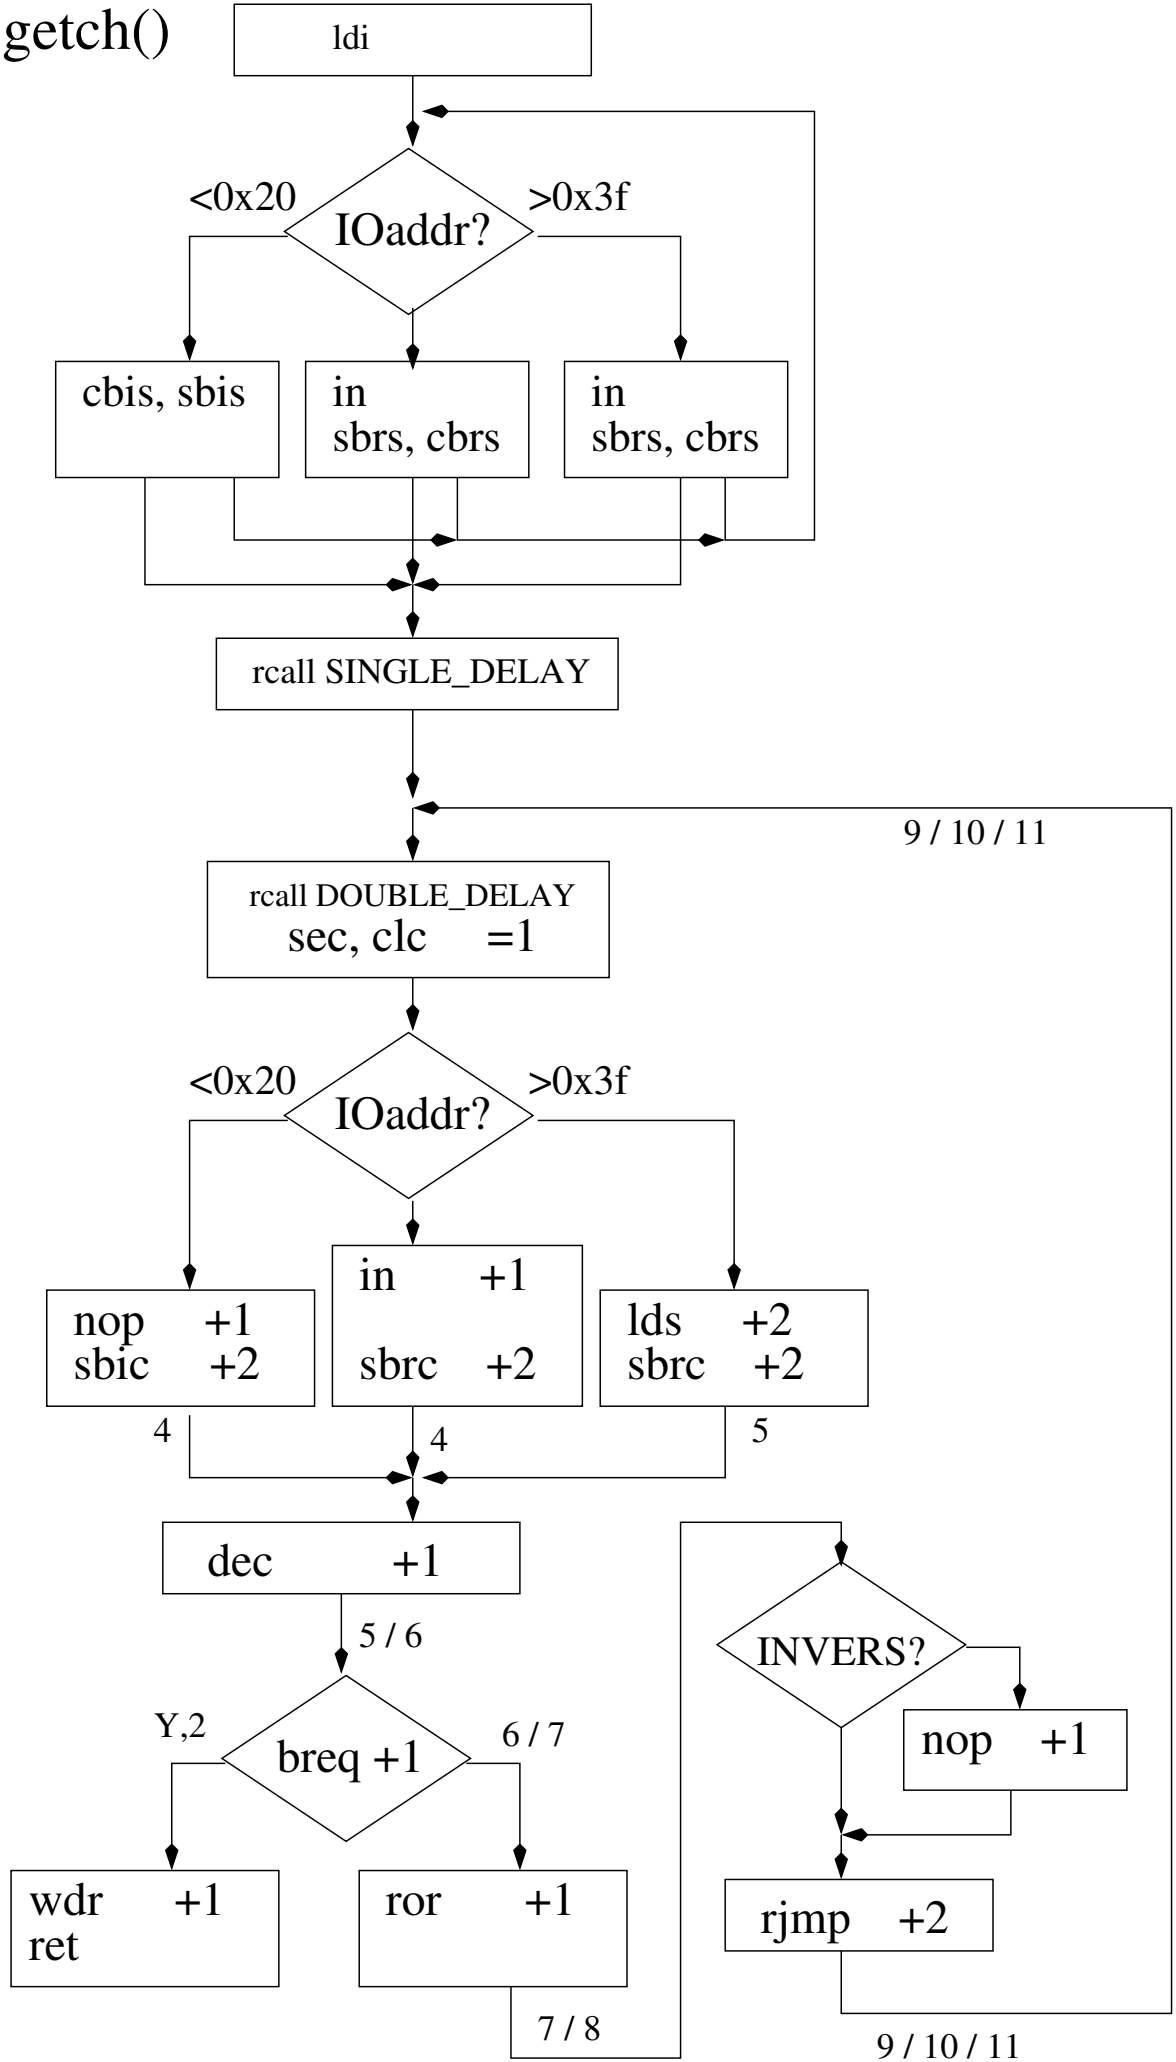 getch()
ldi
<0x20
>0x3f
IOaddr?
cbis, sbis
in
sbrs, cbrs
in
sbrs, cbrs
rcall SINGLE_DELAY
9 / 10 / 11
rcall DOUBLE_DELAY
sec, clc =1
<0x20
>0x3f
IOaddr?
nop +1
sbic +2
in +1
sbrc +2
lds +2
sbrc +2
4
4
5
dec +1
5 / 6
INVERS?
Y,2
6 / 7
breq +1
nop +1
wdr +1
ret
ror +1
rjmp +2
7 / 8
9 / 10 / 11